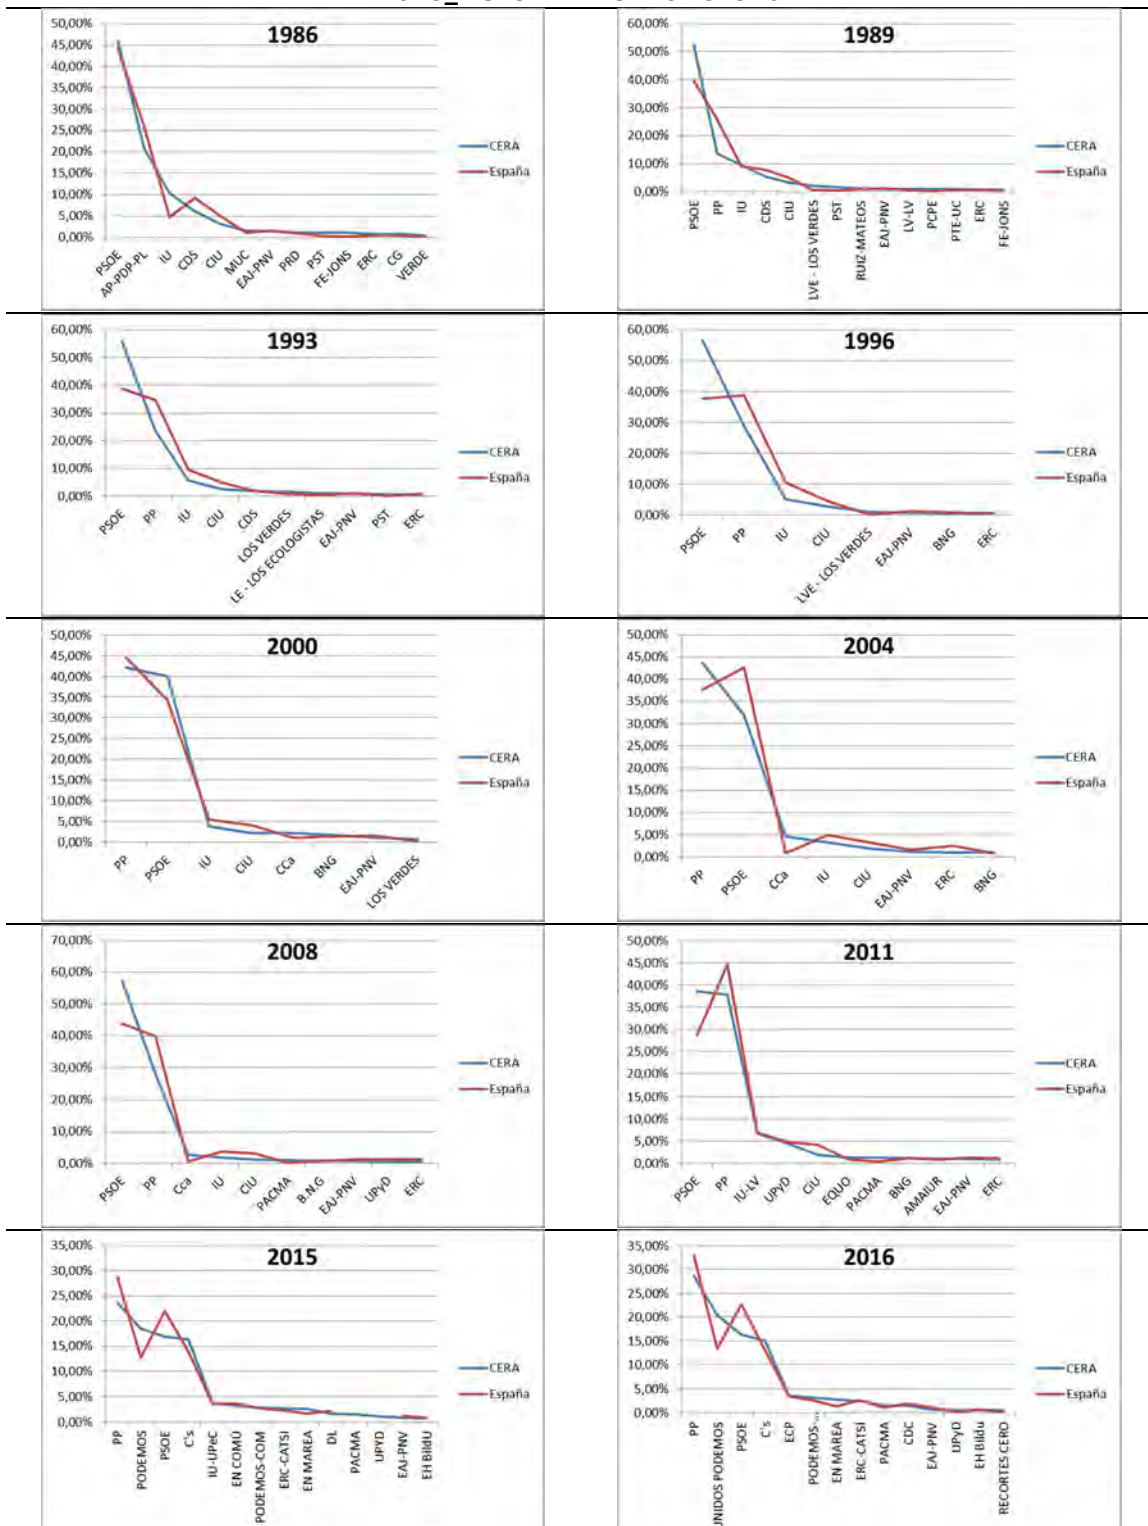 1986
50,00%
45,00%
40,00%
35,00%
30,00%
25,00%
20,00%
15,00%
10,00%
5,00%
0,00%
PSOE
AP-PDP-PL
IU
CDS
CIU
MUC
EAJ-PNV
PRD
PST
FE-JONS
ERC
CG
VERDE
CERA
España
1989
60,00%
50,00%
40,00%
30,00%
20,00%
10,00%
0,00%
PSOE
PP
IU
CDS
CIU
LVE - LOS VERDES
PST
RUIZ-MATEOS
EAJ-PNV
LV-LV
PCPE
PTE-UC
ERC
FE-JONS
CERA
España
1993
60,00%
50,00%
40,00%
30,00%
20,00%
10,00%
0,00%
PSOE
PP
IU
CIU
CDS
LOS VERDES
LE - LOS ECOLOGISTAS
EAJ-PNV
PST
ERC
CERA
España
1996
60,00%
50,00%
40,00%
30,00%
20,00%
10,00%
0,00%
PSOE
PP
IU
CIU
LVE - LOS VERDES
EAJ-PNV
BNG
ERC
CERA
España
2000
50,00%
45,00%
40,00%
35,00%
30,00%
25,00%
20,00%
15,00%
10,00%
5,00%
0,00%
PP
PSOE
IU
CIU
CCa
BNG
EAJ-PNV
LOS VERDES
CERA
España
2004
50,00%
45,00%
40,00%
35,00%
30,00%
25,00%
20,00%
15,00%
10,00%
5,00%
0,00%
PP
PSOE
CCa
IU
CIU
EAJ-PNV
ERC
BNG
CERA
España
2008
70,00%
60,00%
50,00%
40,00%
30,00%
20,00%
10,00%
0,00%
PSOE
PP
Cca
IU
CIU
PACMA
B.N.G
EAJ-PNV
UPyD
ERC
CERA
España
2011
50,00%
45,00%
40,00%
35,00%
30,00%
25,00%
20,00%
15,00%
10,00%
5,00%
0,00%
PSOE
PP
IU-LV
UPyD
CIU
EQUO
PACMA
BNG
AMAIUR
EAJ-PNV
ERC
CERA
España
2015
35,00%
30,00%
25,00%
20,00%
15,00%
10,00%
5,00%
0,00%
PP
PODEMOS
PSOE
C's
IU-UPeC
EN COMÚ
PODEMOS-COM
ERC-CATSI
EN MAREA
DL
PACMA
UPYD
EAJ-PNV
EH Bildu
CERA
España
2016
35,00%
30,00%
25,00%
20,00%
15,00%
10,00%
5,00%
0,00%
PP
UNIDOS PODEMOS
PSOE
C's
ECP
PODEMOS-...
EN MAREA
ERC-CATSÍ
PACMA
CDC
EAJ-PNV
UPyD
EH Bildu
RECORTES CERO
CERA
España